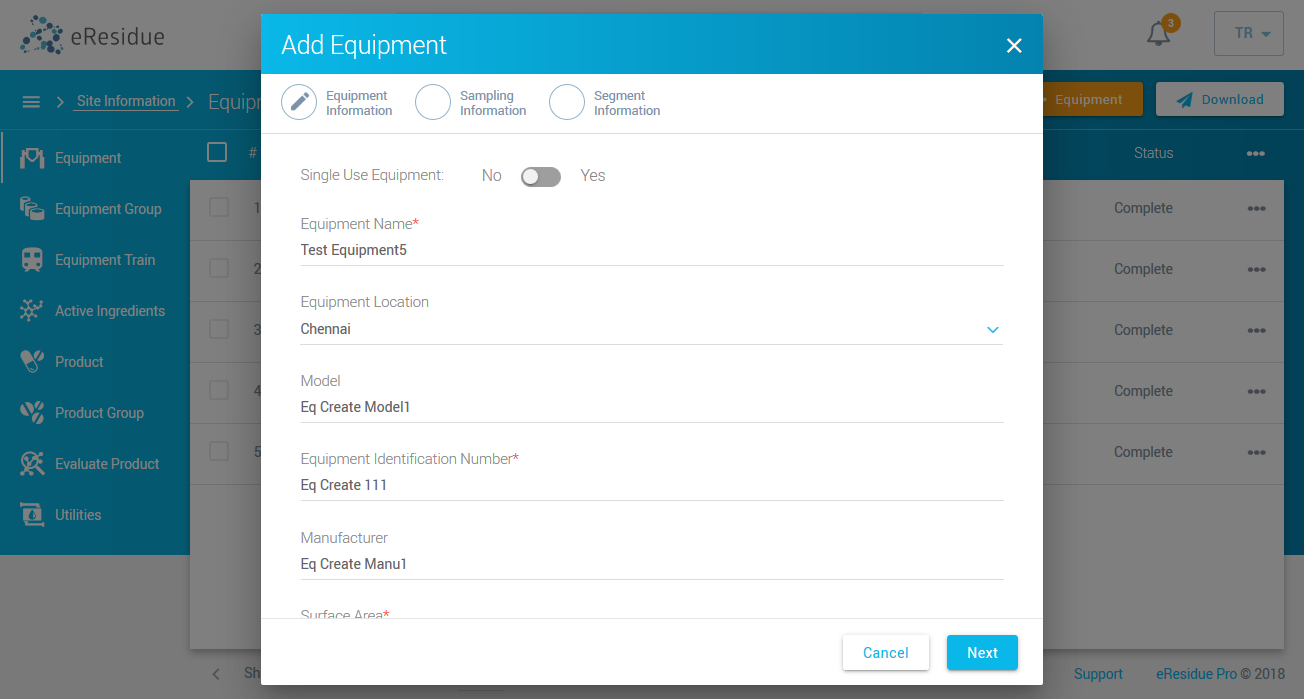 eResidue
3
TR
Add Equipment
Site Information
Equipment
Download
Equipment
Information
Sampling
Information
Segment
Information
#
Status
Equipment
Equipment Group
Equipment Train
Active Ingredients
Product
Product Group
Evaluate Product
Utilities
1
2
3
4
5
Single Use Equipment:
No
Yes
Equipment Name*
Test Equipment5
Equipment Location
Chennai
Model
Eq Create Model1
Equipment Identification Number*
Eq Create 111
Manufacturer
Eq Create Manu1
Surface Area*
Complete
Complete
Complete
Complete
Complete
Cancel
Next
Support
eResidue Pro © 2018